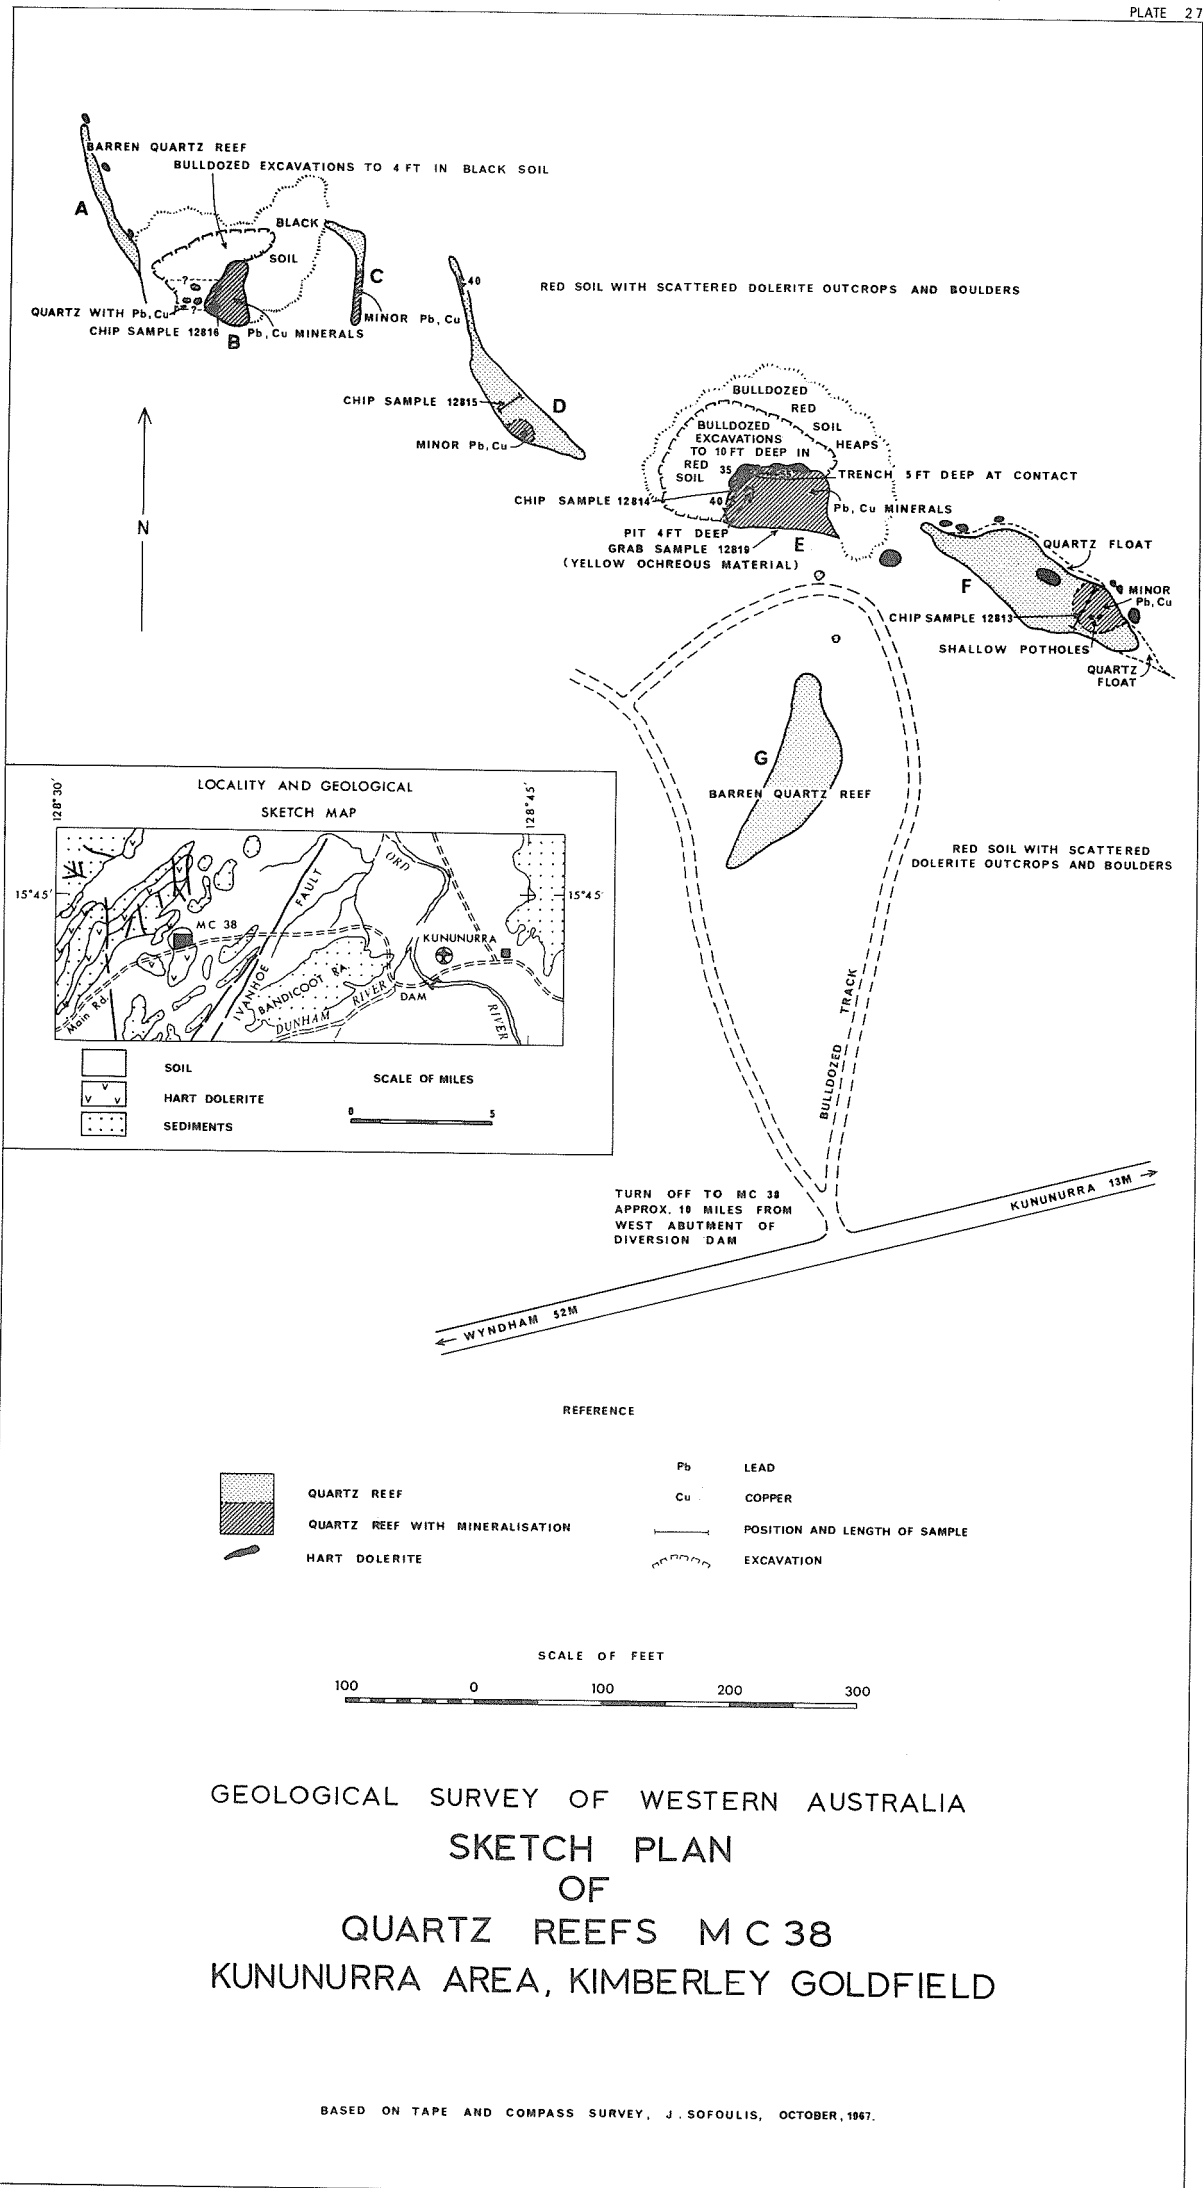 PLATE 27
BARREN QUARTZ REEF
BULLDOZED EXCAVATIONS TO 4 FT IN BLACK SOIL
A
BLACK
SOIL
?
?
QUARTZ WITH Pb, Cu
CHIP SAMPLE 12816
B
Pb, Cu MINERALS
C
MINOR Pb, Cu
40
RED SOIL WITH SCATTERED DOLERITE OUTCROPS AND BOULDERS
CHIP SAMPLE 12815
D
MINOR Pb, Cu
N
BULLDOZED
RED
SOIL
HEAPS
BULLDOZED
EXCAVATIONS
TO 10 FT DEEP IN
RED
SOIL
35
35
TRENCH 5 FT DEEP AT CONTACT
CHIP SAMPLE 12814
40
Pb, Cu MINERALS
PIT 4 FT DEEP
GRAB SAMPLE 12819
(YELLOW OCHREOUS MATERIAL)
E
QUARTZ FLOAT
F
MINOR
Pb, Cu
CHIP SAMPLE 12813
SHALLOW POTHOLES
QUARTZ
FLOAT
G
BARREN QUARTZ REEF
RED SOIL WITH SCATTERED
DOLERITE OUTCROPS AND BOULDERS
BULLDOZED TRACK
LOCALITY AND GEOLOGICAL
SKETCH MAP
128°30'
128°45'
15°45'
15°45'
MC 38
ORD
FAULT
IVANHOE
KUNUNURRA
BANDICOOT RA.
DUNHAM RIVER
DAM
RIVER
Main Rd.
SOIL
HART DOLERITE
SEDIMENTS
SCALE OF MILES
0 5
TURN OFF TO MC 38
APPROX. 10 MILES FROM
WEST ABUTMENT OF
DIVERSION DAM
KUNUNURRA 13M
WYNDHAM 52M
REFERENCE
QUARTZ REEF
QUARTZ REEF WITH MINERALISATION
HART DOLERITE
Pb LEAD
Cu COPPER
POSITION AND LENGTH OF SAMPLE
EXCAVATION
SCALE OF FEET
100 0 100 200 300
GEOLOGICAL SURVEY OF WESTERN AUSTRALIA
SKETCH PLAN
OF
QUARTZ REEFS M C 38
KUNUNURRA AREA, KIMBERLEY GOLDFIELD
BASED ON TAPE AND COMPASS SURVEY, J. SOFOULIS, OCTOBER, 1967.